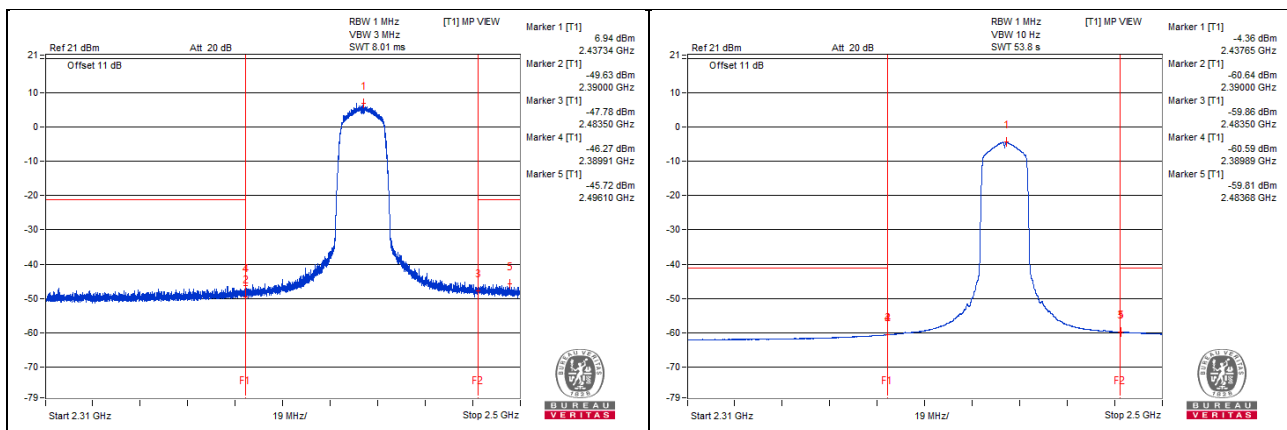 RBW 1 MHz
VBW 3 MHz
SWT 8.01 ms
[T1] MP VIEW
Ref 21 dBm
Att 20 dB
Offset 11 dB
21
10
0
-10
-20
-30
-40
-50
-60
-70
-79
1
4
2
3
5
F1
F2
Start 2.31 GHz
19 MHz/
Stop 2.5 GHz
Marker 1 [T1]
6.94 dBm
2.43734 GHz
Marker 2 [T1]
-49.63 dBm
2.39000 GHz
Marker 3 [T1]
-47.78 dBm
2.48350 GHz
Marker 4 [T1]
-46.27 dBm
2.38991 GHz
Marker 5 [T1]
-45.72 dBm
2.49610 GHz
1828
BUREAU
VERITAS
RBW 1 MHz
VBW 10 Hz
SWT 53.8 s
[T1] MP VIEW
Ref 21 dBm
Att 20 dB
Offset 11 dB
21
10
0
-10
-20
-30
-40
-50
-60
-70
-79
1
5
F1
F2
Start 2.31 GHz
19 MHz/
Stop 2.5 GHz
Marker 1 [T1]
-4.36 dBm
2.43765 GHz
Marker 2 [T1]
-60.64 dBm
2.39000 GHz
Marker 3 [T1]
-59.86 dBm
2.48350 GHz
Marker 4 [T1]
-60.59 dBm
2.38989 GHz
Marker 5 [T1]
-59.81 dBm
2.48368 GHz
1828
BUREAU
VERITAS